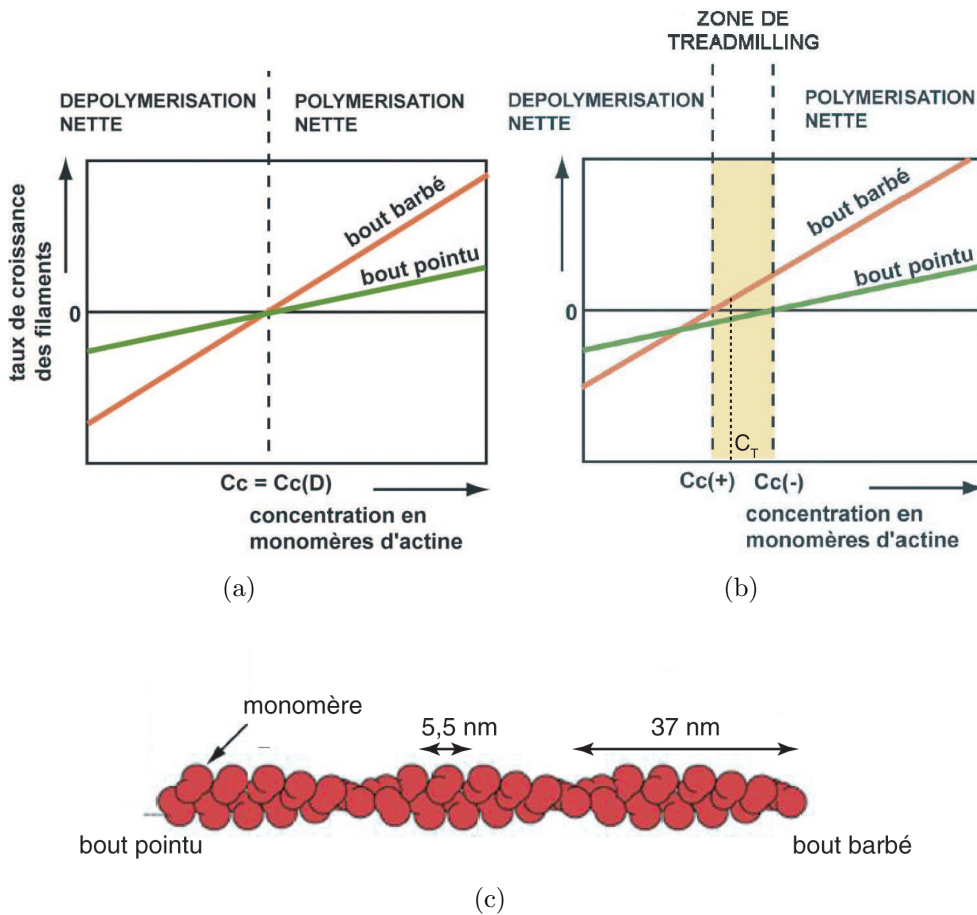 DEPOLYMERISATION
NETTE
POLYMERISATION
NETTE
taux de croissance
des filaments
0
bout barbé
bout pointu
Cc = Cc(D)
concentration en
monomères d'actine
(a)
ZONE DE
TREADMILLING
DEPOLYMERISATION
NETTE
POLYMERISATION
NETTE
0
bout barbé
bout pointu
CT
Cc(+)
Cc(-)
concentration en
monomères d'actine
(b)
monomère
5,5 nm
37 nm
bout pointu
bout barbé
(c)